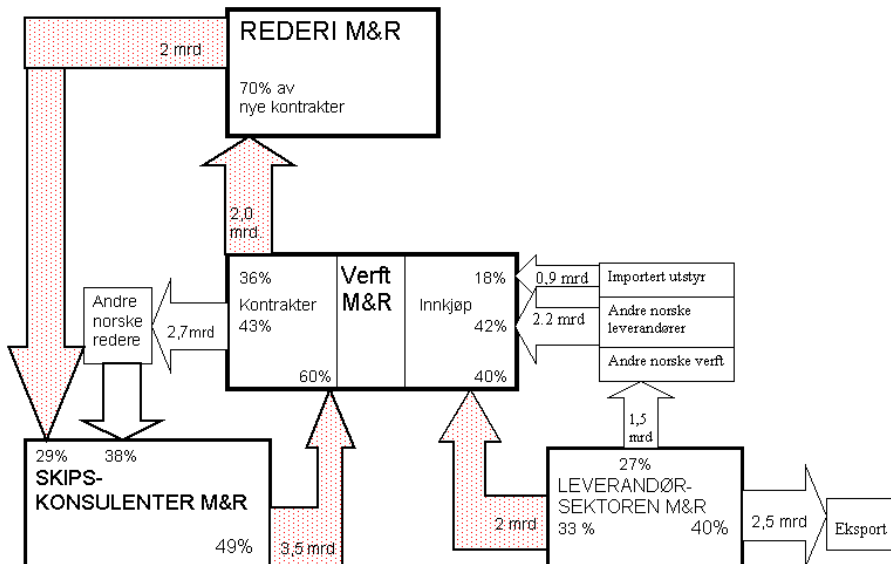 REDERI M&R
2 mrd
70% av
nye kontrakter
2,0
mrd.
36%
Verft
M&R
18%
0,9 mrd
Importert utstyr
Andre
norske
redere
2,7mrd
Kontrakter
43%
Innkjøp
42%
2.2 mrd
Andre norske
leverandører
Andre norske verft
60%
40%
1,5
mrd
29%
38%
SKIPS-
KONSULENTER M&R
49%
3,5 mrd
2 mrd
27%
LEVERANDØR-
SEKTOREN M&R
33 %
40%
2,5 mrd
Eksport